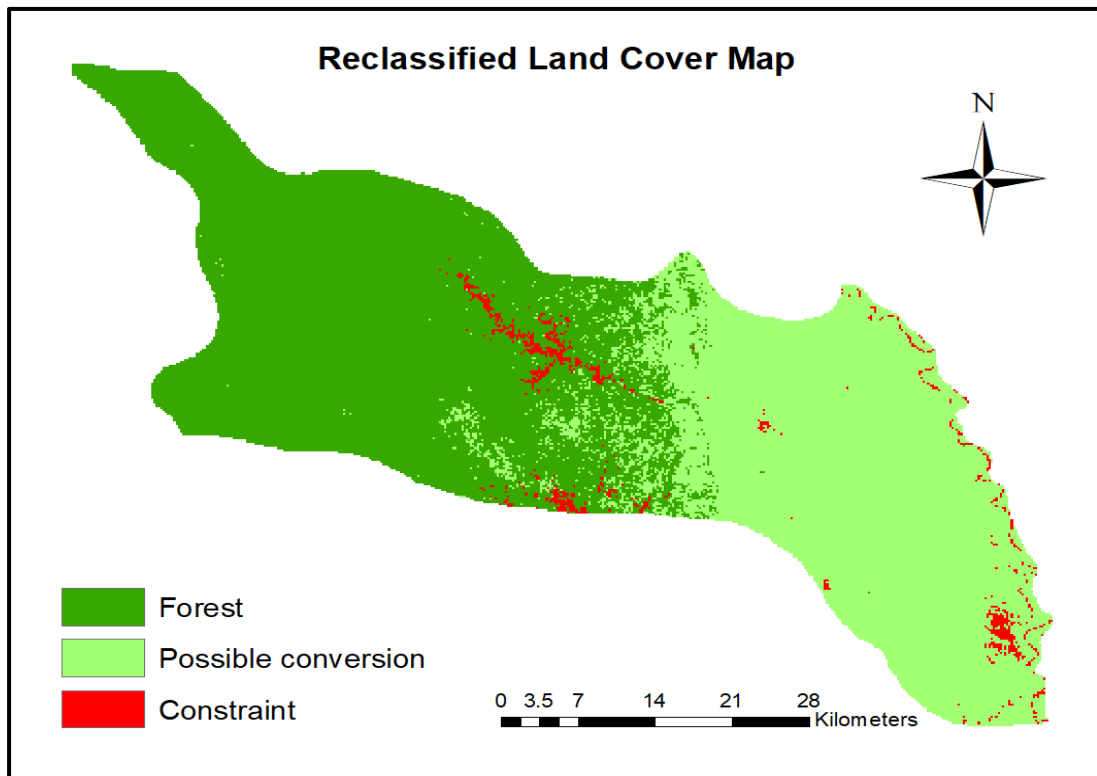 Reclassified Land Cover Map
N
Forest
Possible conversion
Constraint
0 3.5 7 14 21 28
Kilometers